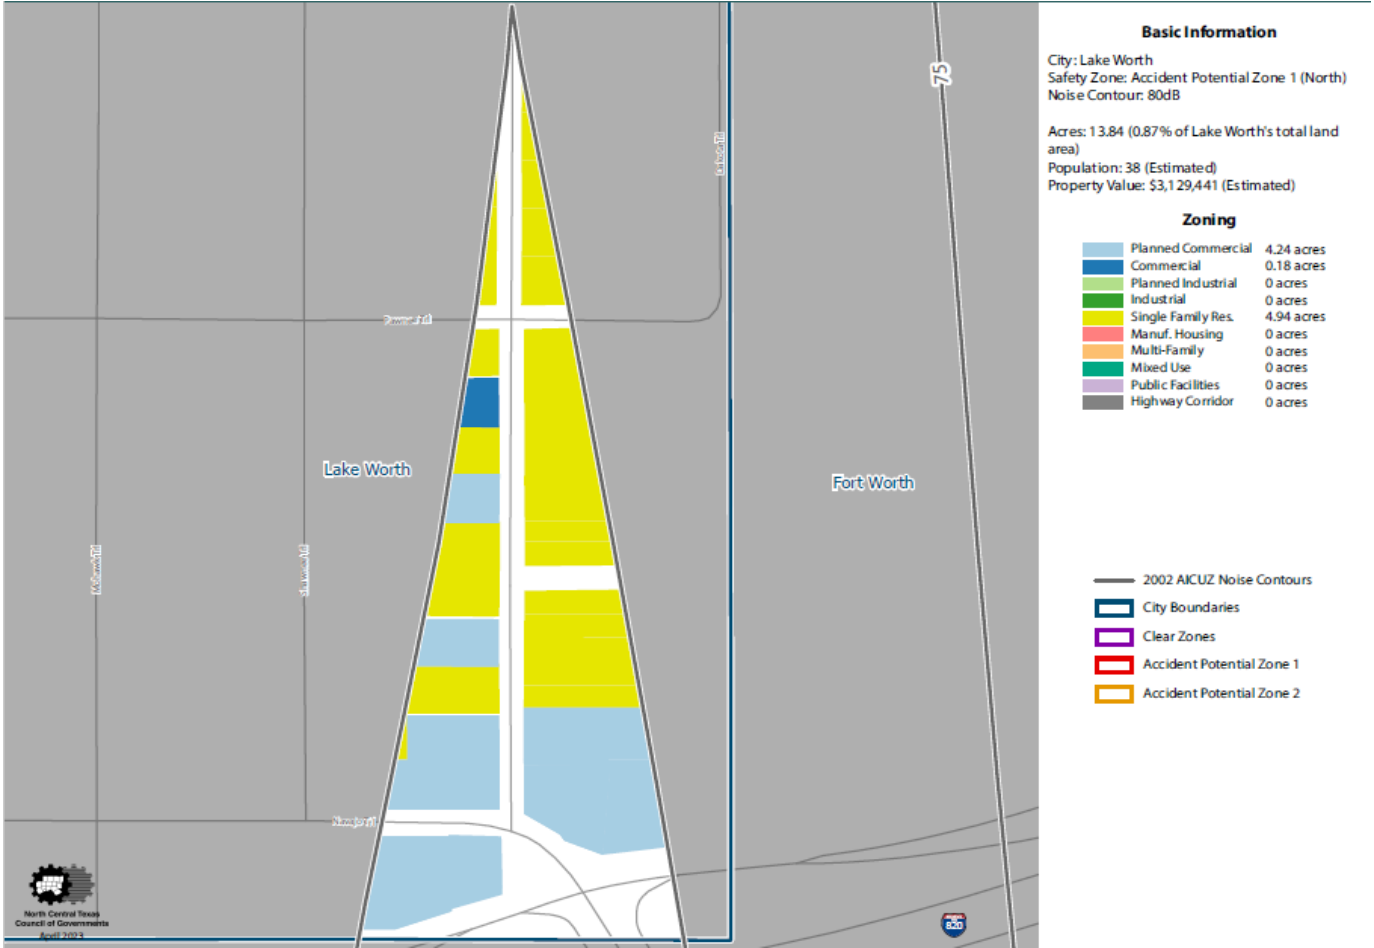 Basic Information
City: Lake Worth
Safety Zone: Accident Potential Zone 1 (North)
Noise Contour: 80dB
Acres: 13.84 (0.87% of Lake Worth's total land
area)
Population: 38 (Estimated)
Property Value: $3,129,441 (Estimated)
Zoning
Planned Commercial 4.24 acres
Commercial 0.18 acres
Planned Industrial 0 acres
Industrial 0 acres
Single Family Res. 4.94 acres
Manuf. Housing 0 acres
Multi-Family 0 acres
Mixed Use 0 acres
Public Facilities 0 acres
Highway Corridor 0 acres
2002 AICUZ Noise Contours
City Boundaries
Clear Zones
Accident Potential Zone 1
Accident Potential Zone 2
75
Lake Worth
Fort Worth
820
North Central Texas
Council of Governments
April 2023